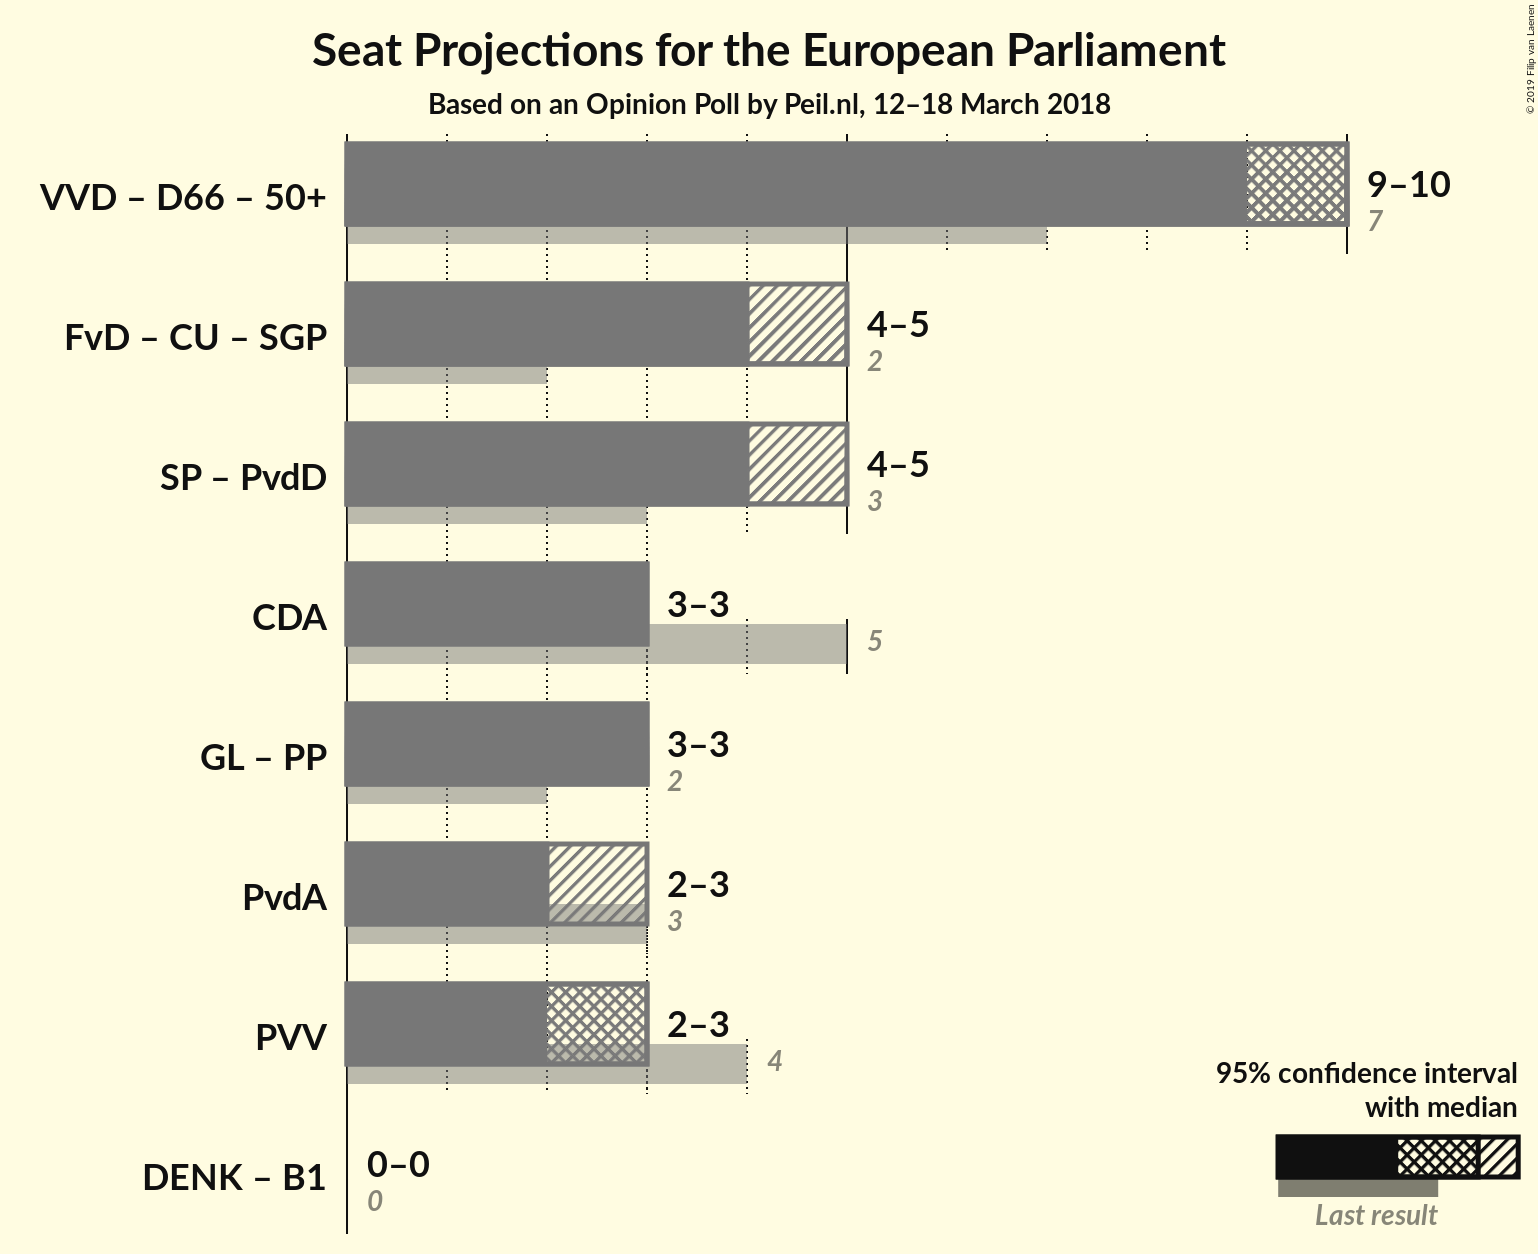 Seat Projections for the European Parliament
Based on an Opinion Poll by Peil.nl, 12–18 March 2018
© 2019 Filip van Laenen
VVD – D66 – 50+
9–10
7
FvD – CU – SGP
4–5
2
SP – PvdD
4–5
3
CDA
3–3
5
GL – PP
3–3
2
PvdA
2–3
3
PVV
2–3
4
DENK – B1
0–0
0
95% confidence interval
with median
Last result